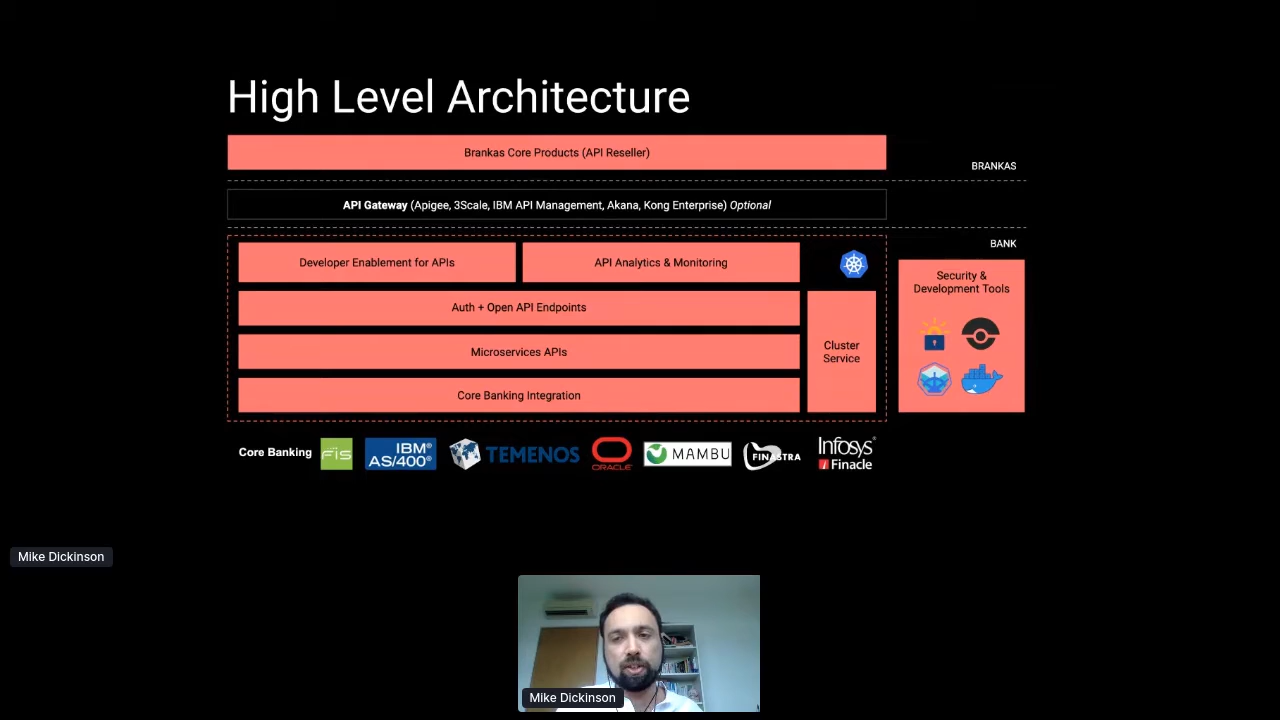 High Level Architecture
Brankas Core Products (API Reseller)
BRANKAS
API Gateway (Apigee, 3Scale, IBM API Management, Akana, Kong Enterprise) Optional
BANK
Developer Enablement for APIs
API Analytics & Monitoring
Security &
Development Tools
Auth + Open API Endpoints
Microservices APIs
Cluster
Service
Core Banking Integration
Core Banking
FIS
IBM®
AS/400®
TEMENOS
ORACLE
MAMBU
FINASTRA
Infosys®
Finacle
Mike Dickinson
Mike Dickinson